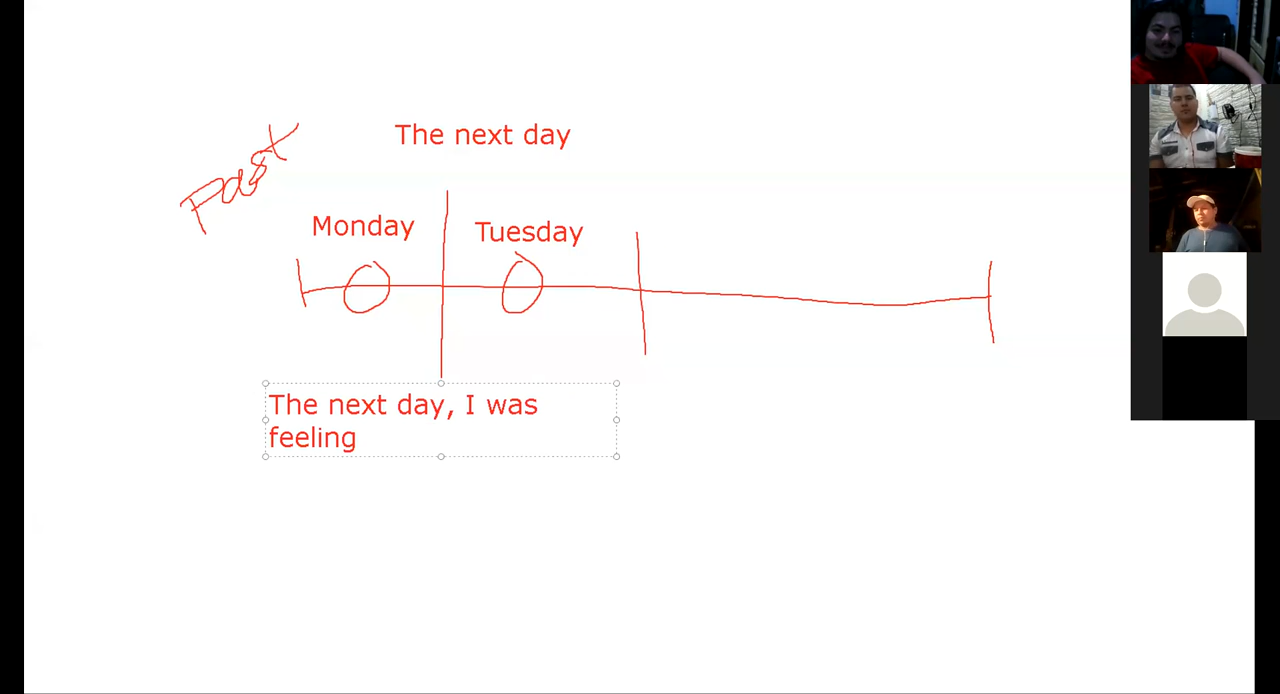 The next day
Past
Monday
Tuesday
The next day, I was
feeling